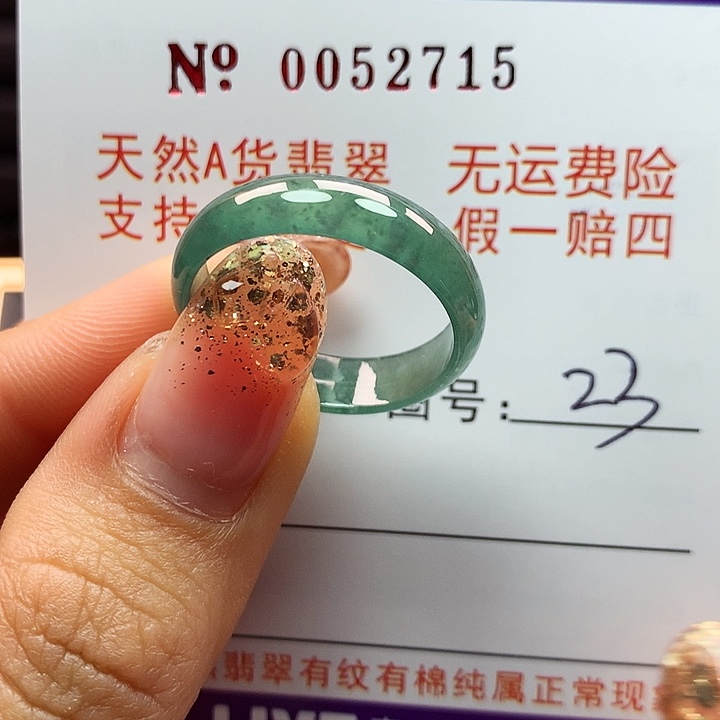 Nº 0052715
天然A货翡翠 无运费险
支持 假一赔四
圈号: 23
翡翠有纹有棉纯属正常现